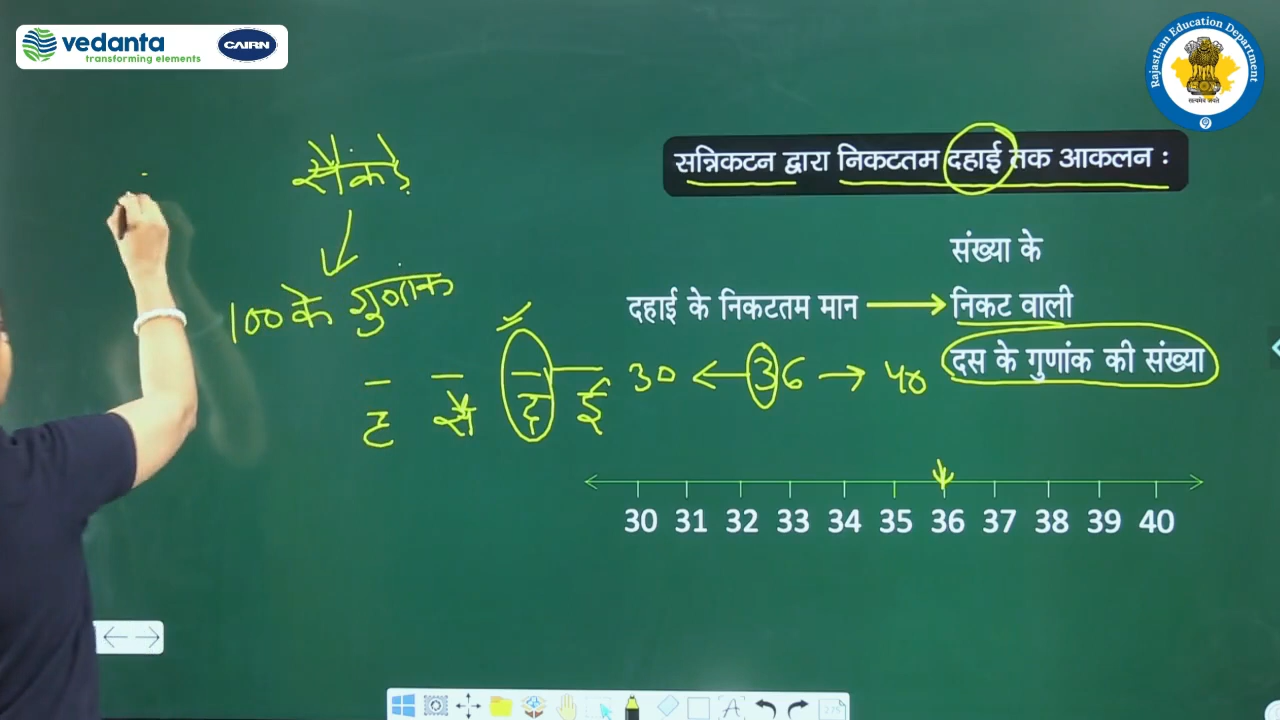 vedanta
transforming elements
CAIRN
Rajasthan Education Department
सत्यमेव जयते
सन्निकटन द्वारा निकटतम दहाई तक आकलन :
सैंकड़े
100 के गुणांक
संख्या के
दहाई के निकटतम मान → निकट वाली
दस के गुणांक की संख्या
30 ← 36 → 40
ह सै द ई
30 31 32 33 34 35 36 37 38 39 40